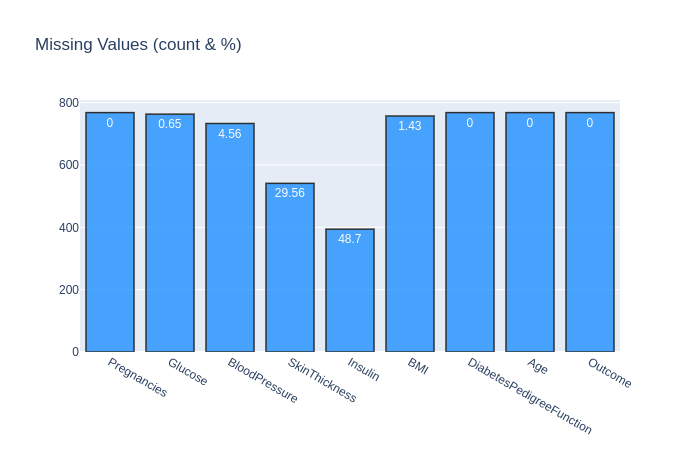 Missing Values (count & %)
800
600
400
200
0
0
0.65
4.56
29.56
48.7
1.43
0
0
0
Pregnancies
Glucose
BloodPressure
SkinThickness
Insulin
BMI
DiabetesPedigreeFunction
Age
Outcome